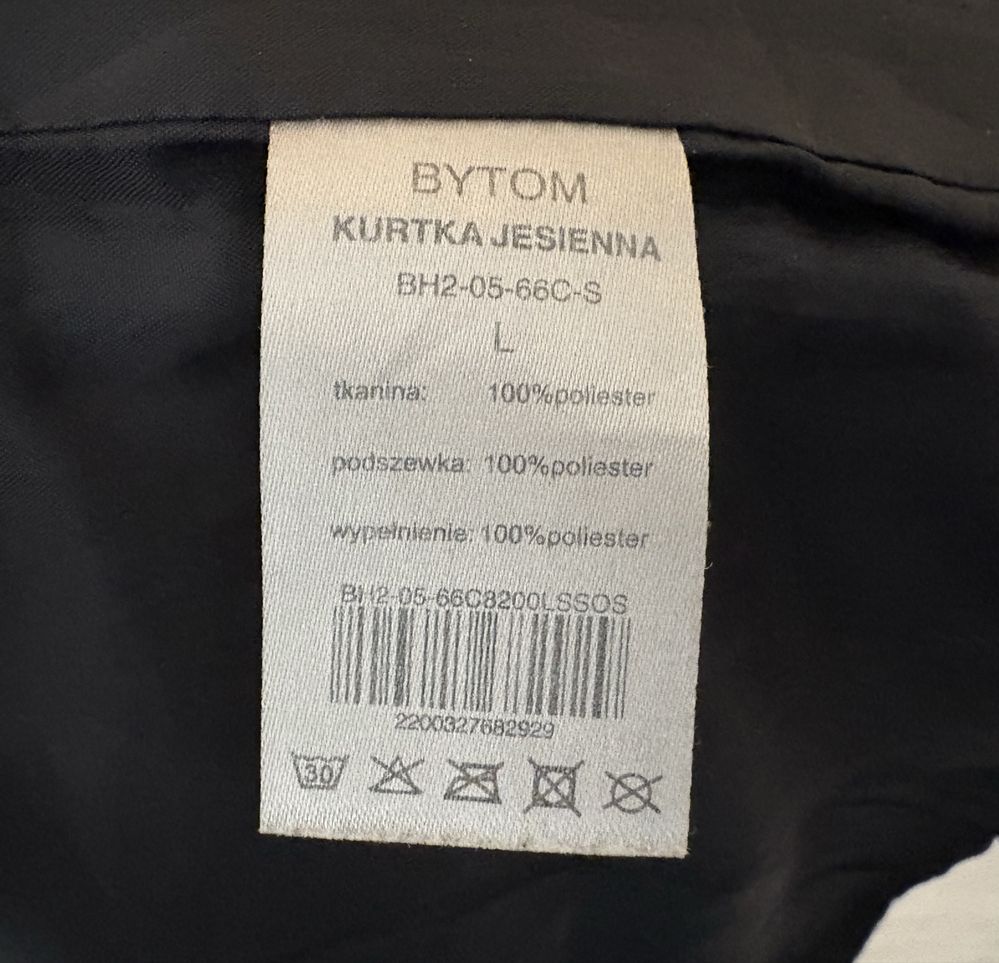 BYTOM
KURTKA JESIENNA
BH2-05-66C-S
L
tkanina: 100%poliester
podszewka: 100%poliester
wypełnienie: 100%poliester
BH2-05-66C8200LSSOS
2200327682929
30